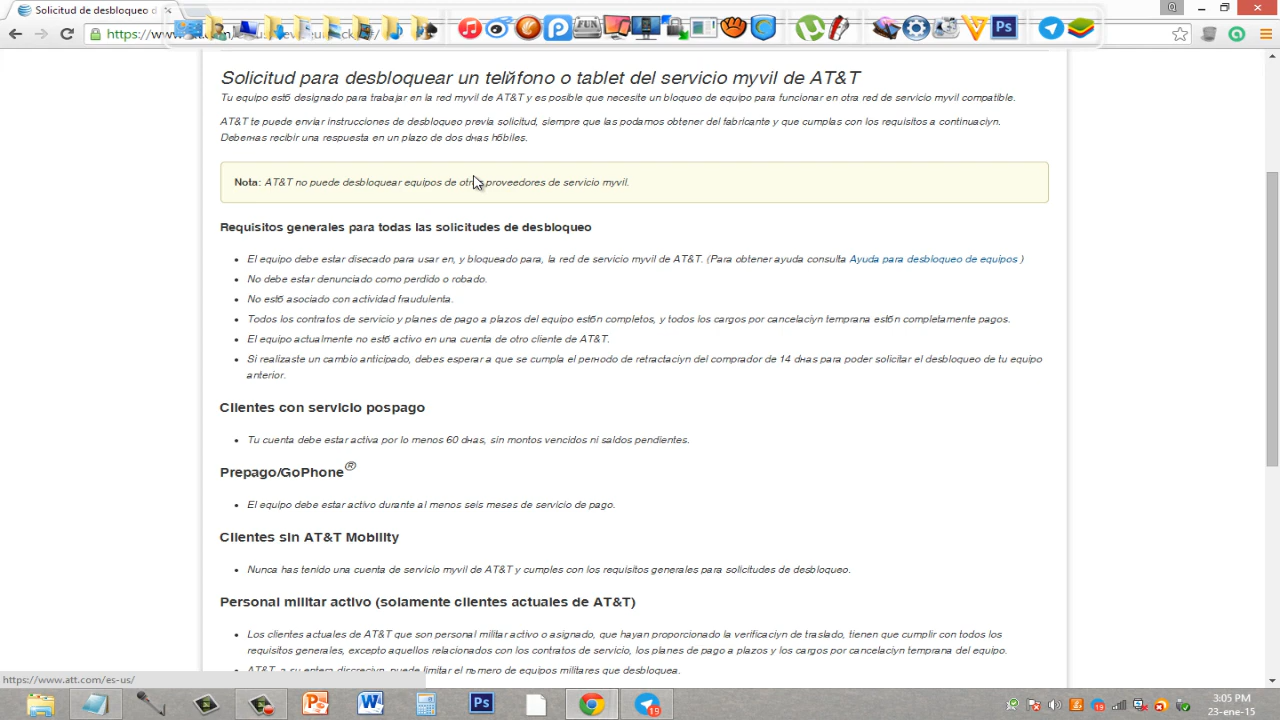 Solicitud de desbloqueo d
https://www.
Solicitud para desbloquear un telйfono o tablet del servicio myvil de AT&T
Tu equipo estб designado para trabajar en la red myvil de AT&T y es posible que necesite un bloqueo de equipo para funcionar en otra red de servicio myvil compatible.
AT&T te puede enviar instrucciones de desbloqueo previa solicitud, siempre que las podamos obtener del fabricante y que cumplas con los requisitos a continuaciyn.
Deberнas recibir una respuesta en un plazo de dos dнas hбbiles.
Nota: AT&T no puede desbloquear equipos de otros proveedores de servicio myvil.
Requisitos generales para todas las solicitudes de desbloqueo
• El equipo debe estar disecado para usar en, y bloqueado para, la red de servicio myvil de AT&T. (Para obtener ayuda consulta Ayuda para desbloqueo de equipos )
• No debe estar denunciado como perdido o robado.
• No estб asociado con actividad fraudulenta.
• Todos los contratos de servicio y planes de pago a plazos del equipo estбn completos, y todos los cargos por cancelaciyn temprana estбn completamente pagos.
• El equipo actualmente no estб activo en una cuenta de otro cliente de AT&T.
• Si realizaste un cambio anticipado, debes esperar a que se cumpla el perнodo de retractaciyn del comprador de 14 dнas para poder solicitar el desbloqueo de tu equipo
anterior.
Clientes con servicio pospago
• Tu cuenta debe estar activa por lo menos 60 dнas, sin montos vencidos ni saldos pendientes.
Prepago/GoPhone®
• El equipo debe estar activo durante al menos seis meses de servicio de pago.
Clientes sin AT&T Mobility
• Nunca has tenido una cuenta de servicio myvil de AT&T y cumples con los requisitos generales para solicitudes de desbloqueo.
Personal militar activo (solamente clientes actuales de AT&T)
• Los clientes actuales de AT&T que son personal militar activo o asignado, que hayan proporcionado la verificaciyn de traslado, tienen que cumplir con todos los
requisitos generales, excepto aquellos relacionados con los contratos de servicio, los planes de pago a plazos y los cargos por cancelaciyn temprana del equipo.
• AT&T, a su entera discreciyn, puede limitar el nъmero de equipos militares que desbloquea.
https://www.att.com/es-us/
3:05 PM
23-ene-15